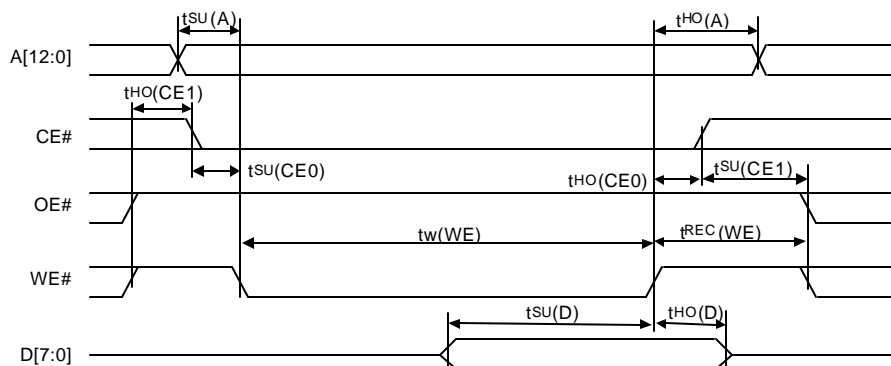 tSU(A) tHO(A)
A[12:0]
tHO(CE1)
CE#
tSU(CE0) tHO(CE0) tSU(CE1)
OE#
tw(WE) tREC(WE)
WE#
tSU(D) tHO(D)
D[7:0]